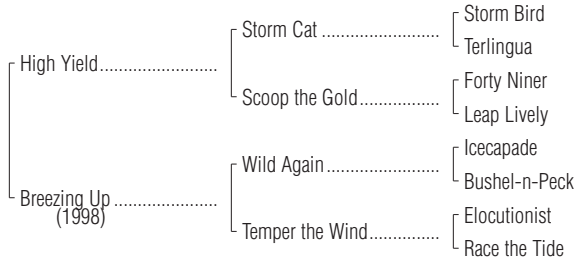 Storm Bird
Storm Cat ..........................
Terlingua
High Yield..........................
Forty Niner
Scoop the Gold..................
Leap Lively
Icecapade
Wild Again .........................
Bushel-n-Peck
Breezing Up .......................
(1998)
Elocutionist
Temper the Wind................
Race the Tide